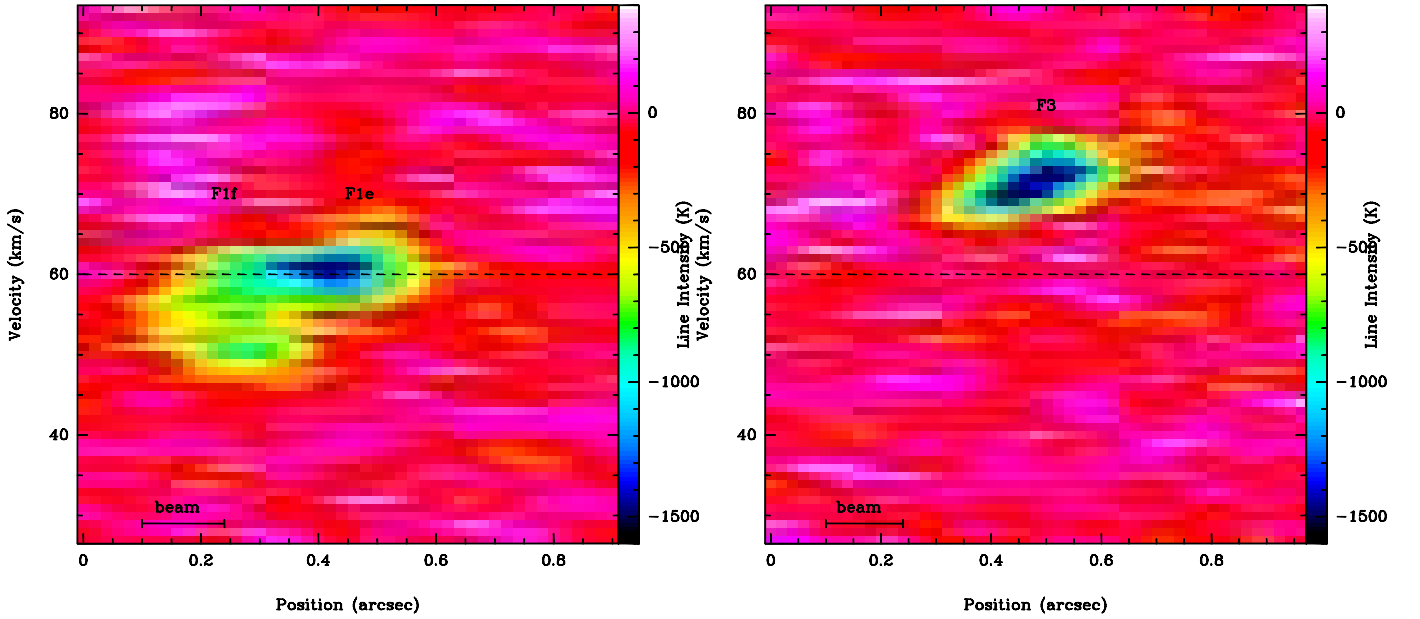 F1f
F1e
beam
80
60
40
0
0.2
0.4
0.6
0.8
Velocity (km/s)
Position (arcsec)
0
−500
−1000
−1500
Line Intensity (K)
F3
beam
80
60
40
0
0.2
0.4
0.6
0.8
Velocity (km/s)
Position (arcsec)
0
−500
−1000
−1500
Line Intensity (K)